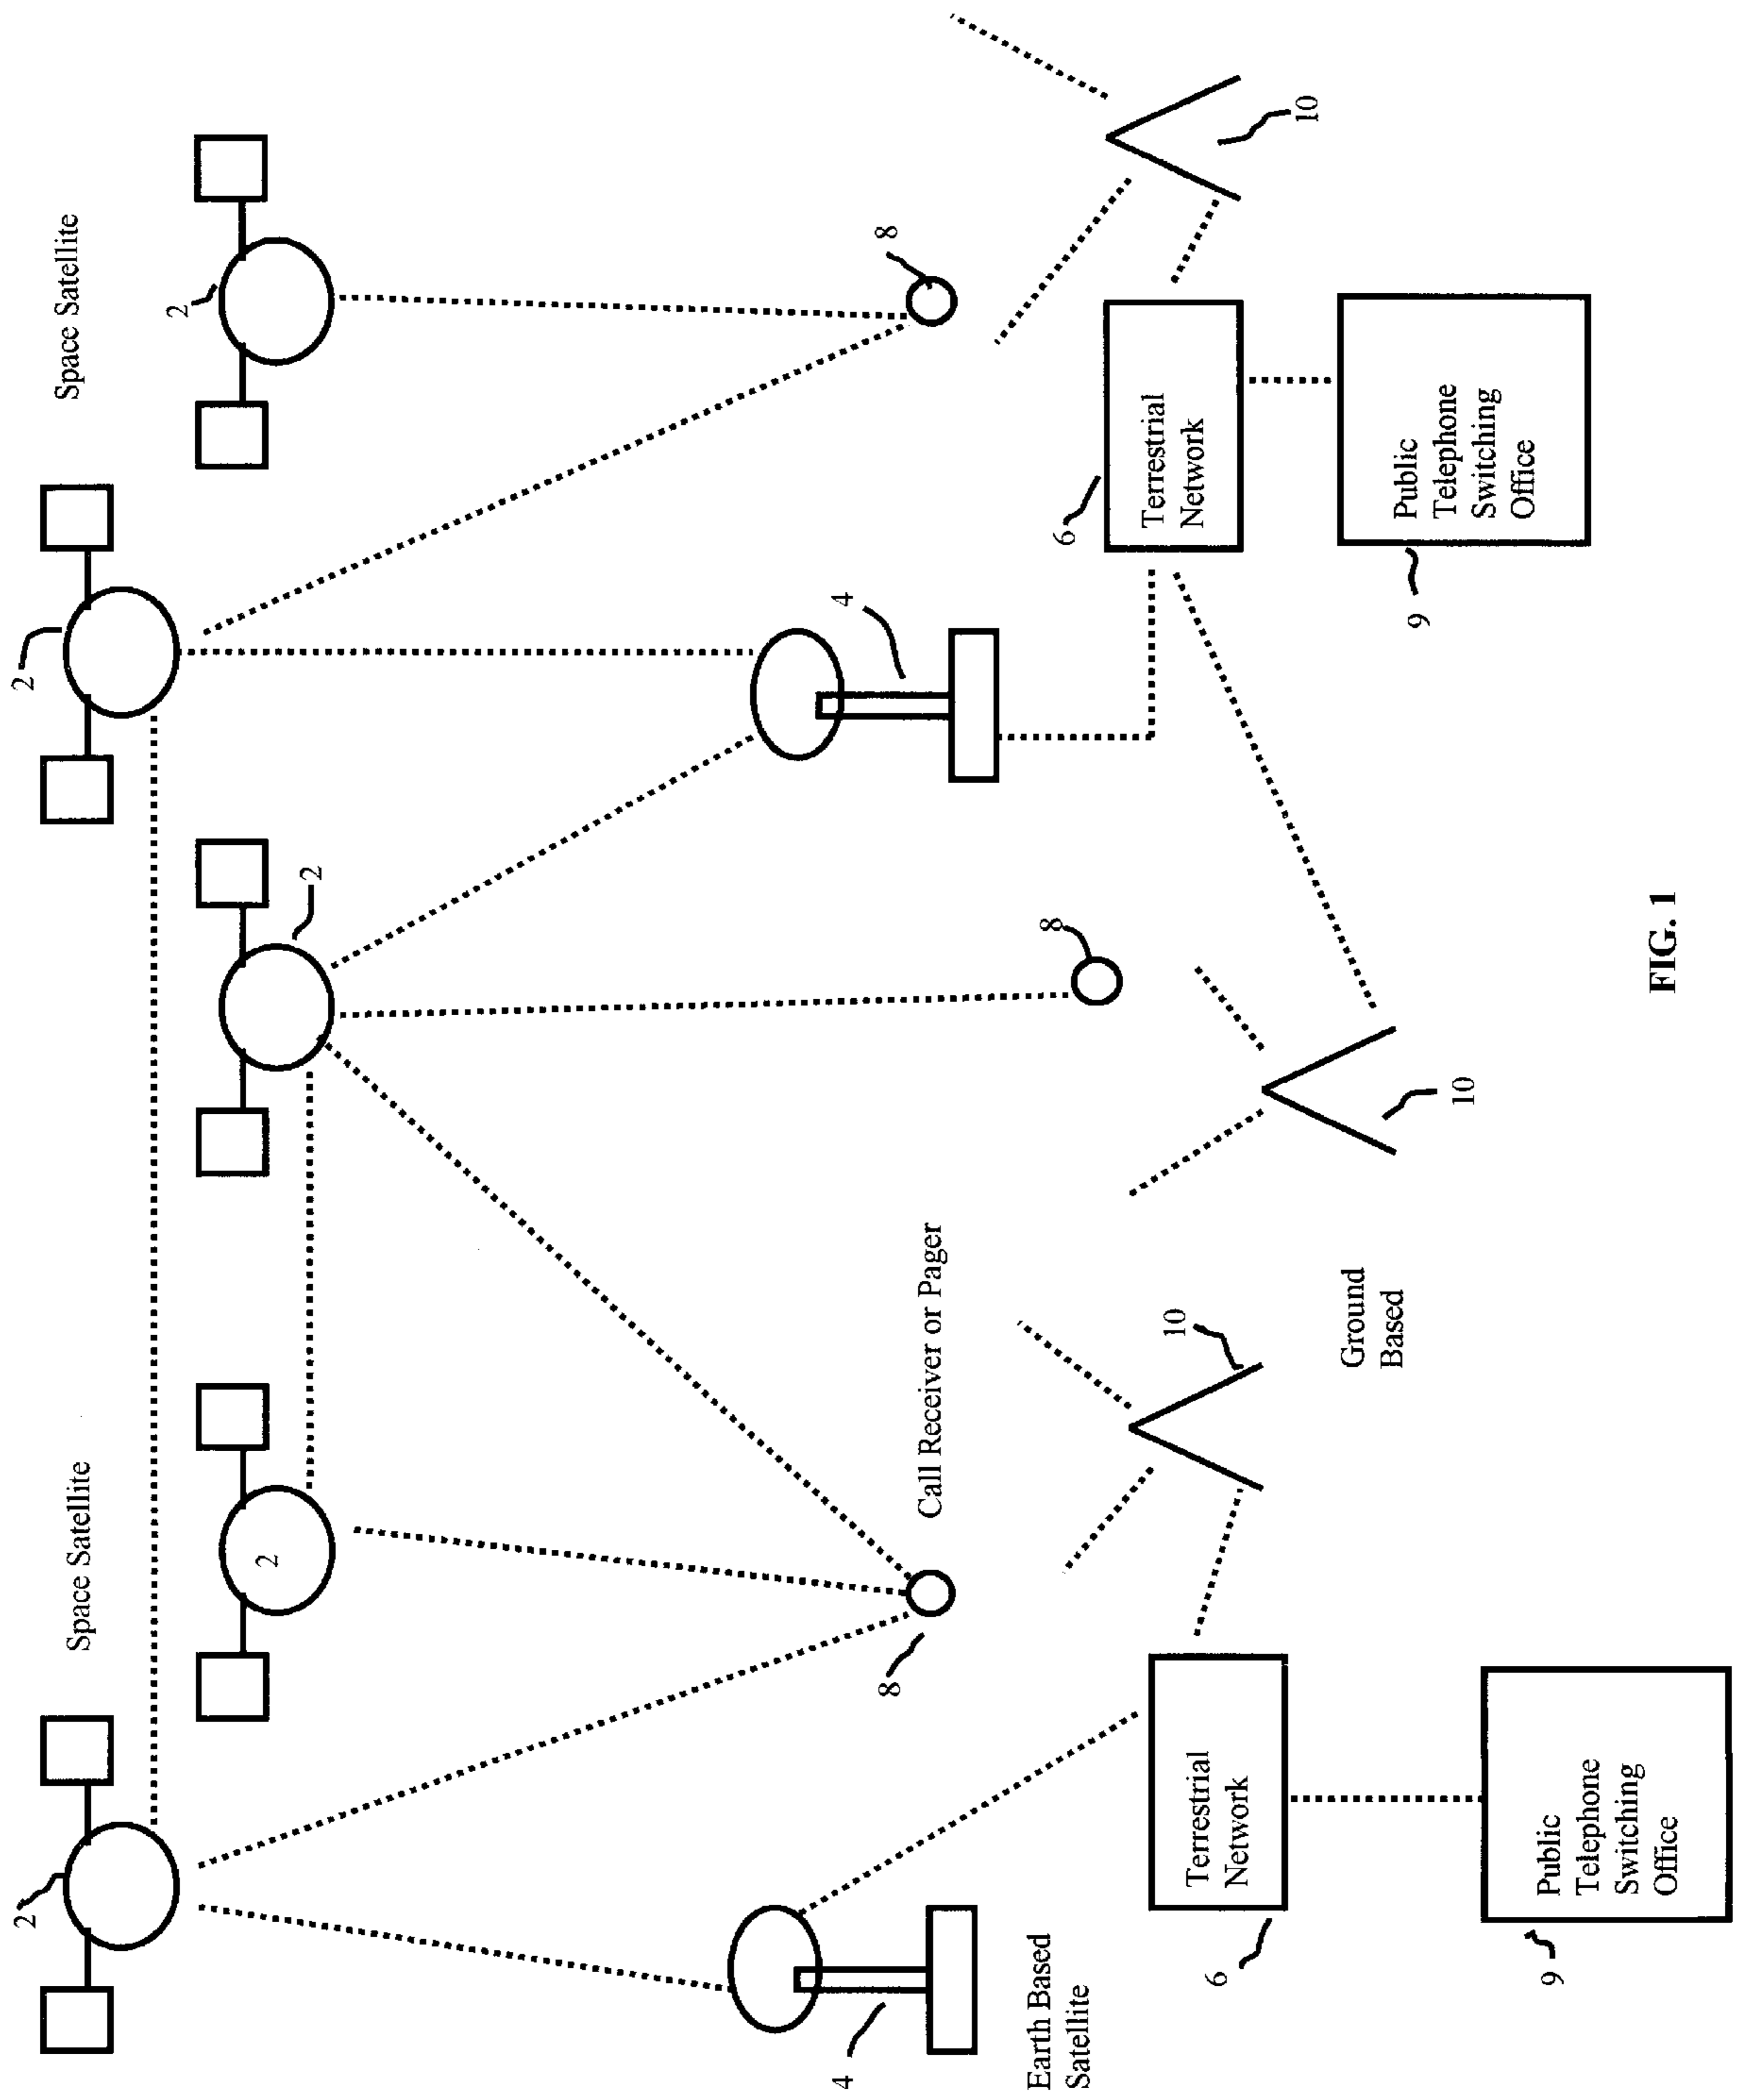 2
2
Space Satellite
Space Satellite
2
2
2
4
4
8
8
Call Receiver or Pager
Earth Based
Satellite
8
6
Terrestrial
Network
10
Terrestrial
Network
6
10
Ground
Based
Public
Telephone
Switching
Office
9
10
Public
Telephone
Switching
Office
9
FIG. 1